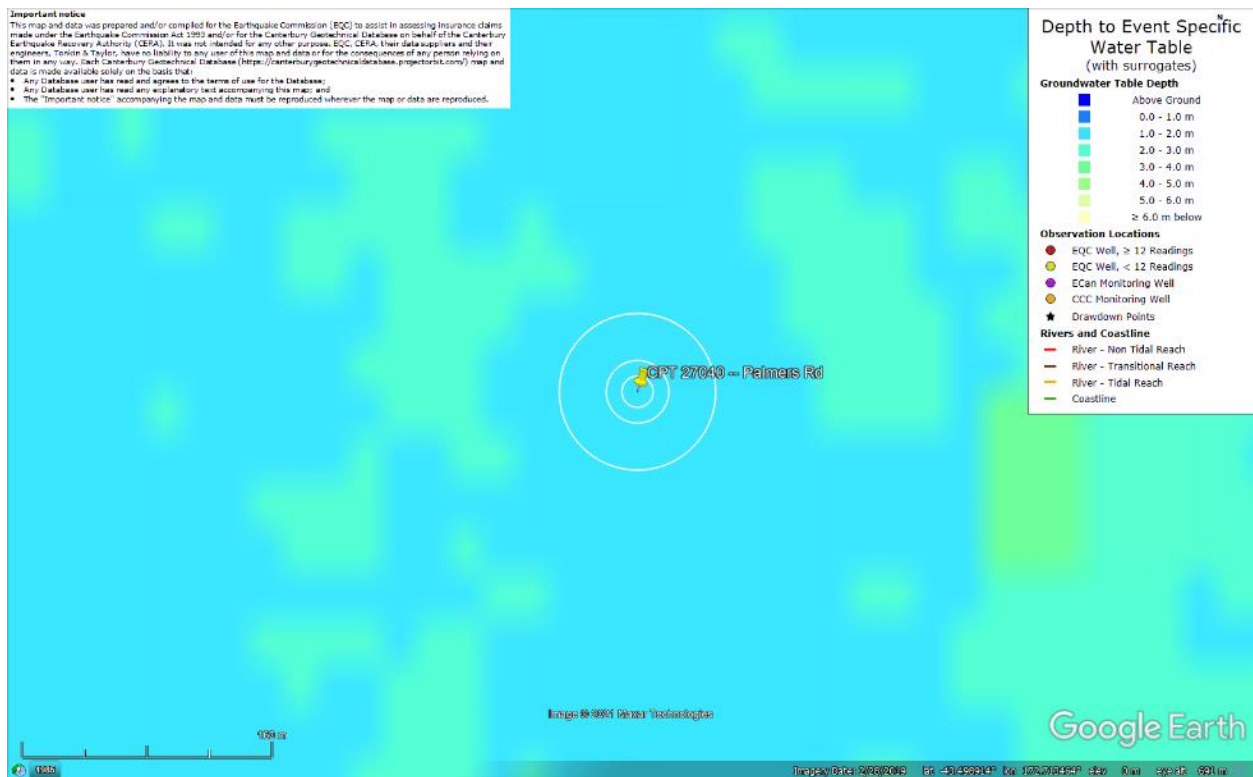 Important notice
This map and data was prepared and/or compiled for the Earthquake Commission (EQC) to assist in assessing insurance claims
made under the Earthquake Commission Act 1993 and/or for the Canterbury Geotechnical Database on behalf of the Canterbury
Earthquake Recovery Authority (CERA). It was not intended for any other purpose. EQC, CERA, their data suppliers and their
engineers, Tonkin & Taylor, have no liability to any user of this map and data or for the consequences of any person relying on
them in any way. Each Canterbury Geotechnical Database (https://canterburygeotechnicaldatabase.projectorbit.com/) map and
data is made available solely on the basis that:
• Any Database user has read and agrees to the terms of use for the Database;
• Any Database user has read any explanatory text accompanying this map; and
• The "Important notice" accompanying the map and data must be reproduced wherever the map or data are reproduced.
N
Depth to Event Specific
Water Table
(with surrogates)
Groundwater Table Depth
Above Ground
0.0 - 1.0 m
1.0 - 2.0 m
2.0 - 3.0 m
3.0 - 4.0 m
4.0 - 5.0 m
5.0 - 6.0 m
≥ 6.0 m below
Observation Locations
EQC Well, ≥ 12 Readings
EQC Well, < 12 Readings
ECan Monitoring Well
CCC Monitoring Well
Drawdown Points
Rivers and Coastline
River - Non Tidal Reach
River - Transitional Reach
River - Tidal Reach
Coastline
CPT 27040 -- Palmers Rd
Image © 2021 Maxar Technologies
Google Earth
160 m
Imagery Date: 2/26/2019 lat elev 0 m eye alt